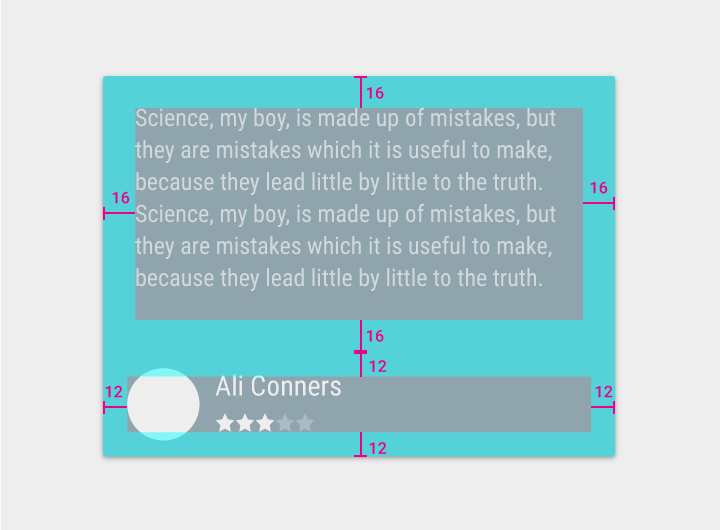 16
Science, my boy, is made up of mistakes, but
they are mistakes which it is useful to make,
because they lead little by little to the truth.
16
16
Science, my boy, is made up of mistakes, but
they are mistakes which it is useful to make,
because they lead little by little to the truth.
16
12
Ali Conners
12
12
12